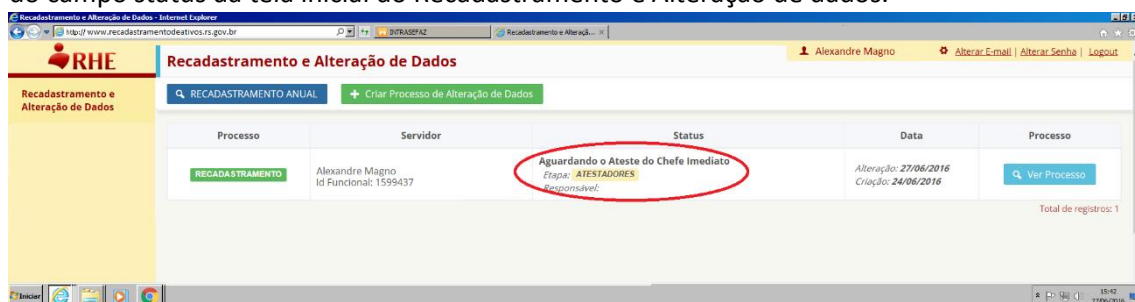 do campo status da tela inicial do Recadastramento e Alteração de dados.
Recadastramento e Alteração de Dados - Internet Explorer
http://www.recadastramentodeativos.rs.gov.br
INTRASEFAZ
Recadastramento e Alteraçã...
RHE
Recadastramento e Alteração de Dados
Alexandre Magno
Alterar E-mail | Alterar Senha | Logout
Recadastramento e
Alteração de Dados
RECADASTRAMENTO ANUAL
Criar Processo de Alteração de Dados
Processo Servidor Status Data Processo
RECADASTRAMENTO
Alexandre Magno
Id Funcional: 1599437
Aguardando o Ateste do Chefe Imediato
Etapa: ATESTADORES
Responsável:
Alteração: 27/06/2016
Criação: 24/06/2016
Ver Processo
Total de registros: 1
Iniciar
15:42
27/06/2016